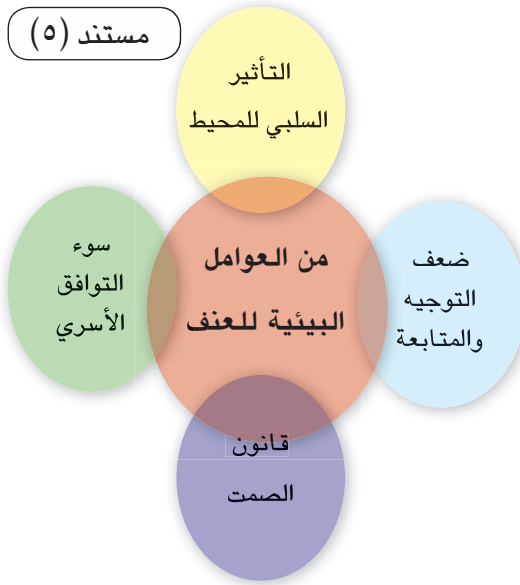 مستند (٥)
التأثير
السلبي للمحيط
من العوامل
البيئية للعنف
ضعف
التوجيه
والمتابعة
سوء
التوافق
الأسري
قانون
الصمت